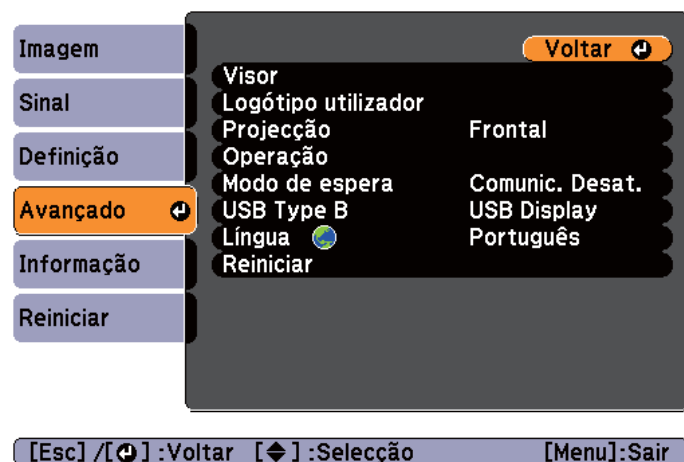 Imagem
Sinal
Definição
Avançado
Informação
Reiniciar
Voltar
Visor
Logótipo utilizador
Projecção Frontal
Operação
Modo de espera Comunic. Desat.
USB Type B USB Display
Língua Português
Reiniciar
[Esc] /[ ] :Voltar [ ] :Selecção [Menu]:Sair